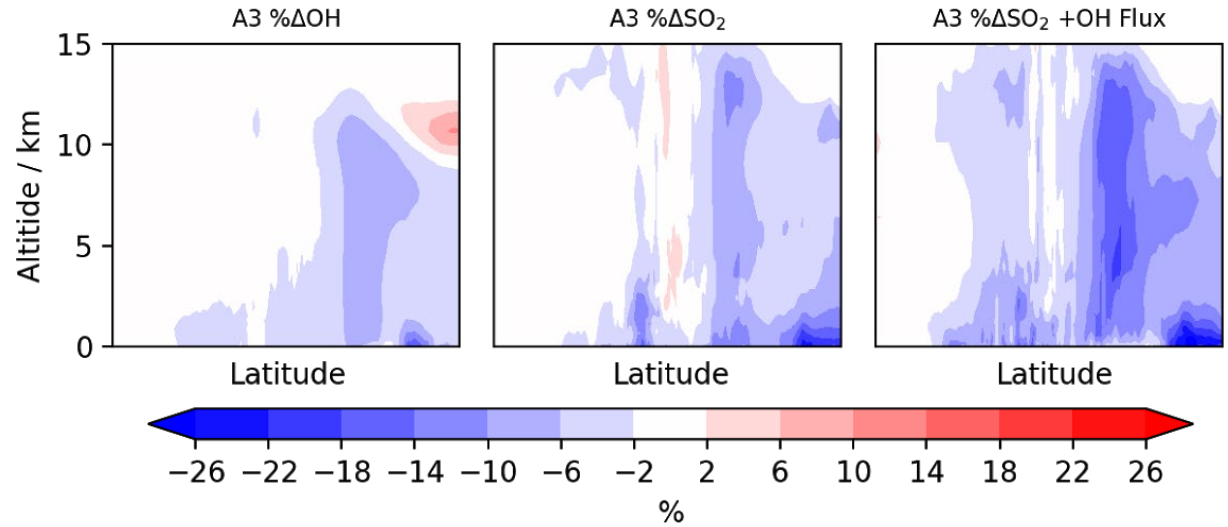 A3 %ΔOH
A3 %ΔSO₂
A3 %ΔSO₂ +OH Flux
15
10
5
0
Altitide / km
Latitude
Latitude
Latitude
−26 −22 −18 −14 −10 −6 −2 2 6 10 14 18 22 26
%